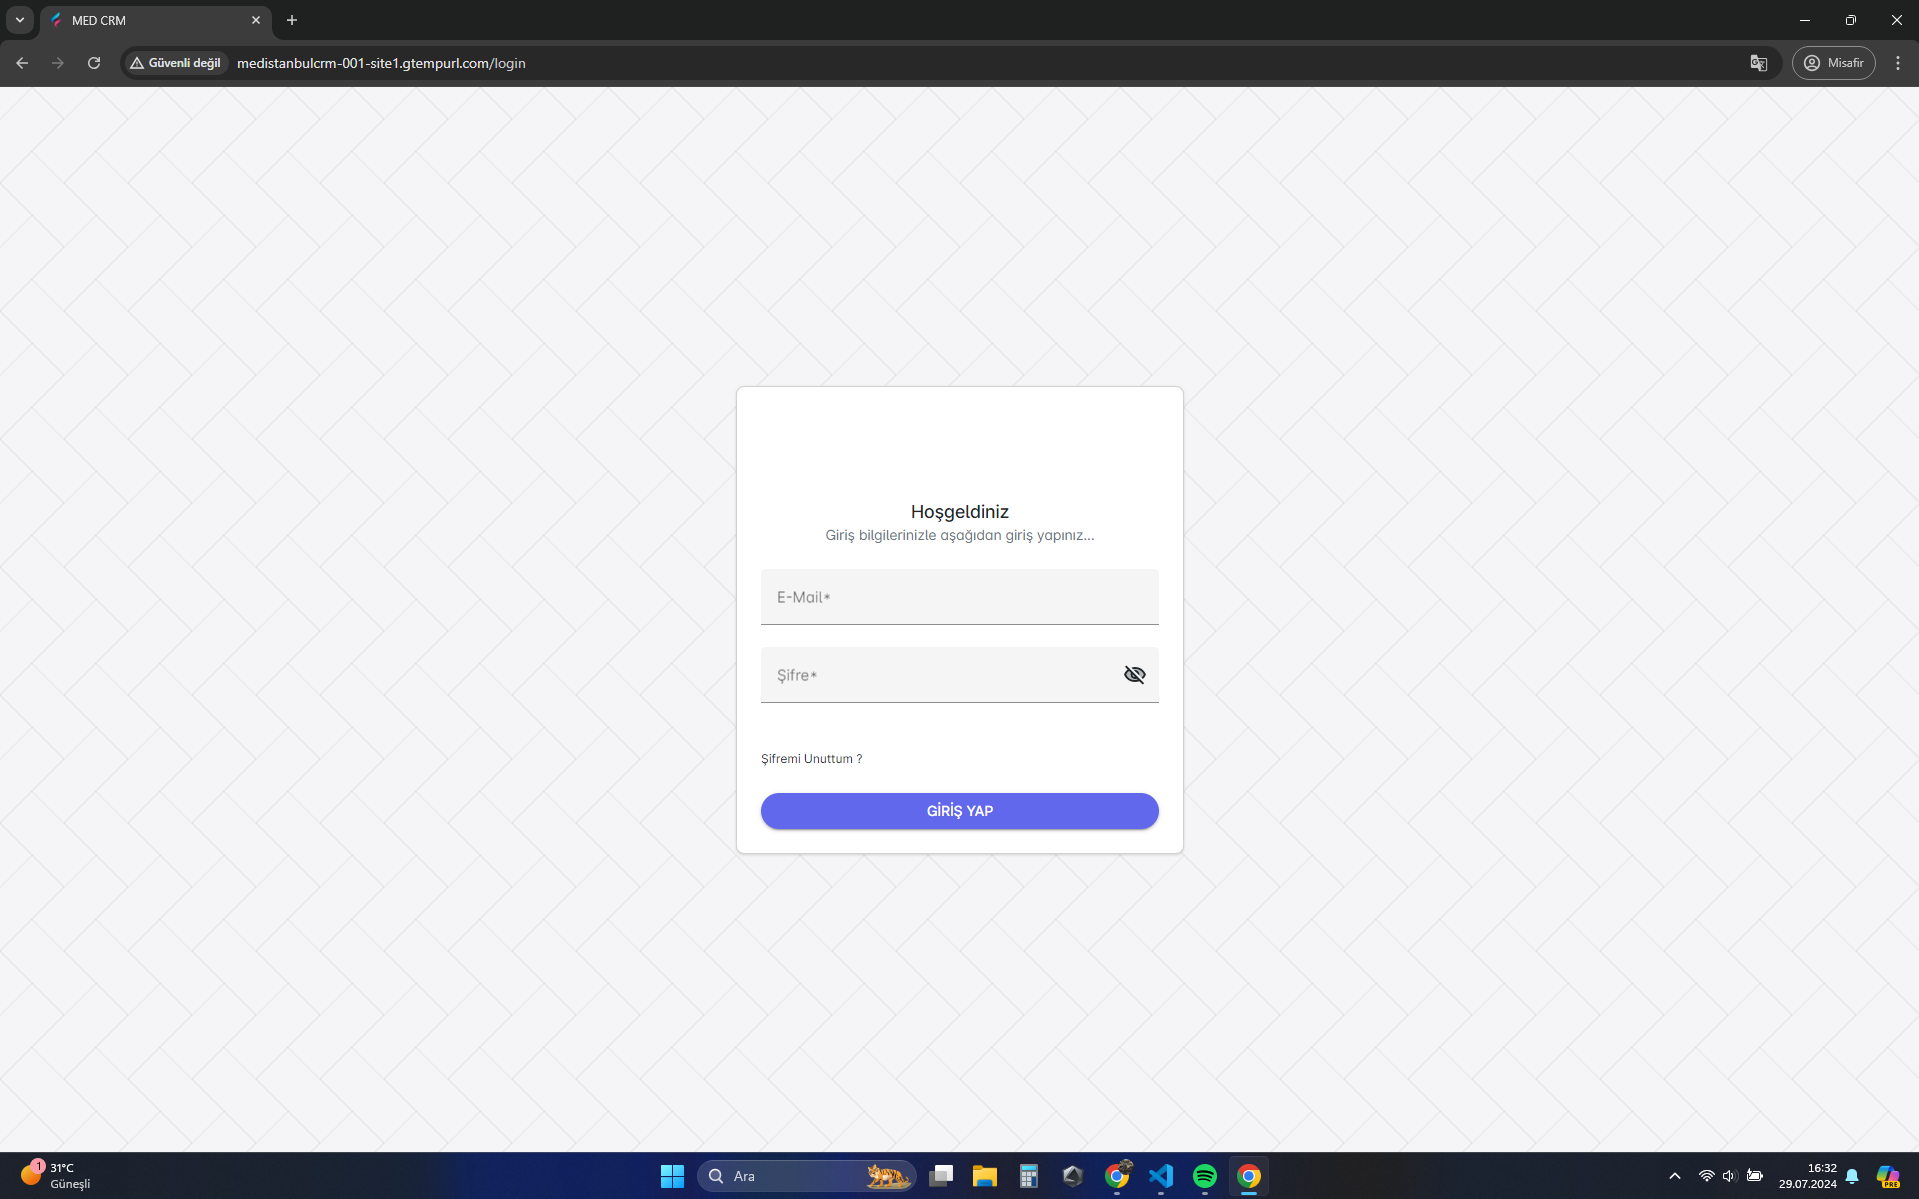 MED CRM
Güvenli değil
medistanbulcrm-001-site1.gtempurl.com/login
Misafir
Hoşgeldiniz
Giriş bilgilerinizle aşağıdan giriş yapınız...
E-Mail*
Şifre*
Şifremi Unuttum ?
GİRİŞ YAP
1
31°C
Güneşli
Ara
16:32
29.07.2024
PRE